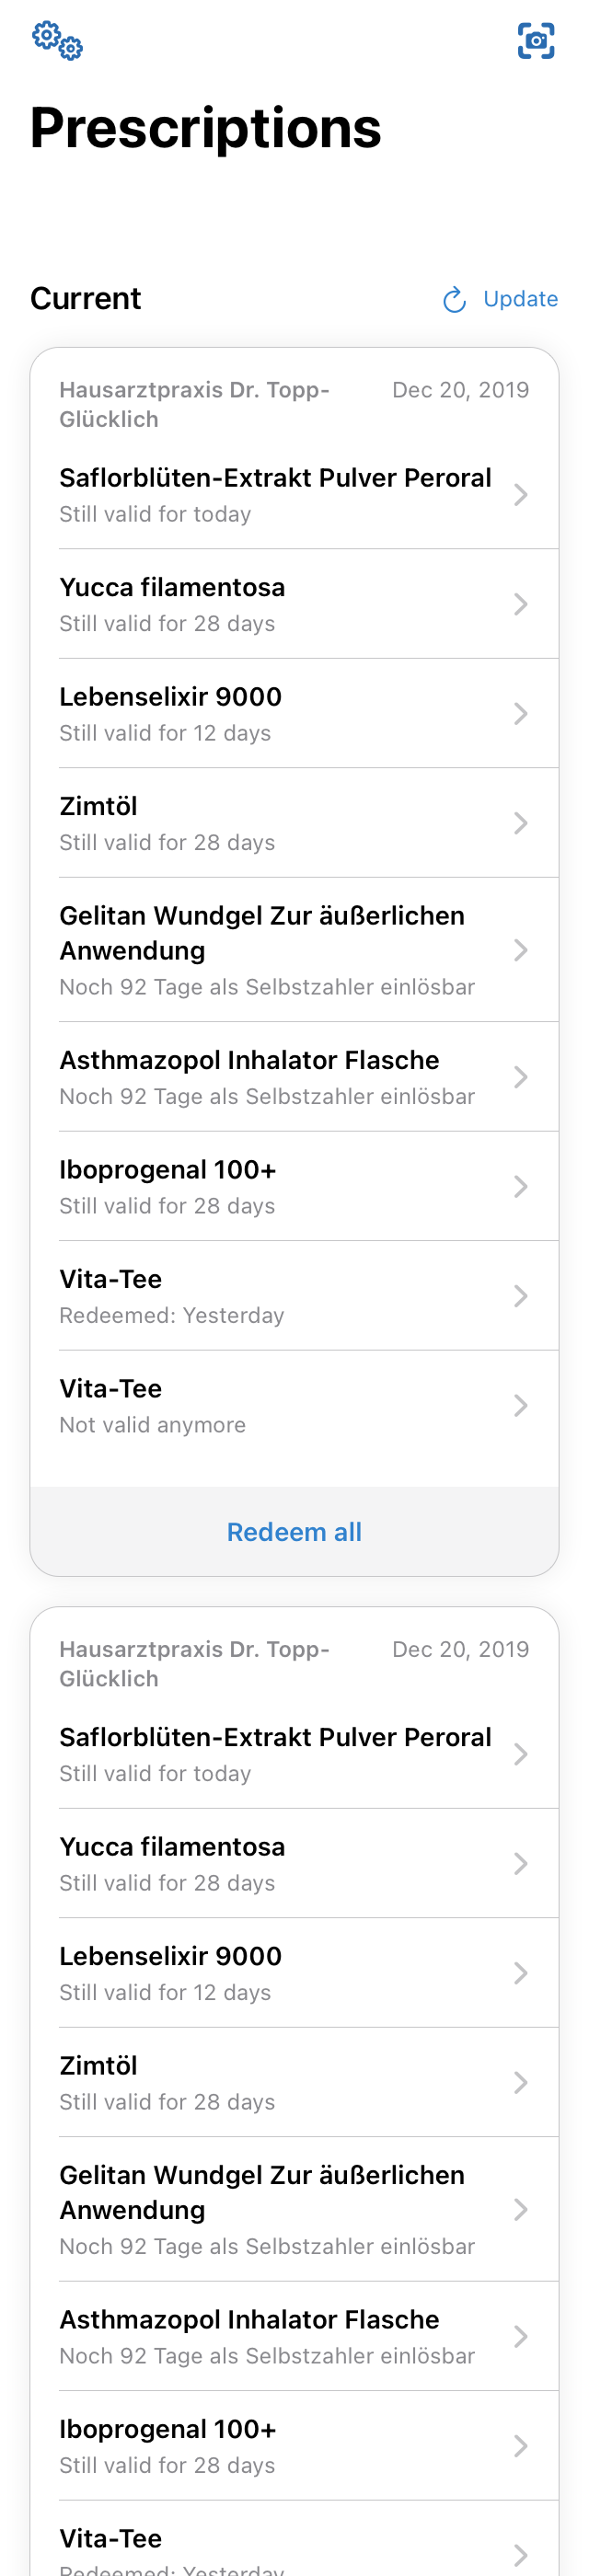 Prescriptions
Current
Update
Hausarztpraxis Dr. Topp-
Glücklich
Dec 20, 2019
Saflorblüten-Extrakt Pulver Peroral
Still valid for today
Yucca filamentosa
Still valid for 28 days
Lebenselixir 9000
Still valid for 12 days
Zimtöl
Still valid for 28 days
Gelitan Wundgel Zur äußerlichen
Anwendung
Noch 92 Tage als Selbstzahler einlösbar
Asthmazopol Inhalator Flasche
Noch 92 Tage als Selbstzahler einlösbar
Iboprogenal 100+
Still valid for 28 days
Vita-Tee
Redeemed: Yesterday
Vita-Tee
Not valid anymore
Redeem all
Hausarztpraxis Dr. Topp-
Glücklich
Dec 20, 2019
Saflorblüten-Extrakt Pulver Peroral
Still valid for today
Yucca filamentosa
Still valid for 28 days
Lebenselixir 9000
Still valid for 12 days
Zimtöl
Still valid for 28 days
Gelitan Wundgel Zur äußerlichen
Anwendung
Noch 92 Tage als Selbstzahler einlösbar
Asthmazopol Inhalator Flasche
Noch 92 Tage als Selbstzahler einlösbar
Iboprogenal 100+
Still valid for 28 days
Vita-Tee
Redeemed: Yesterday